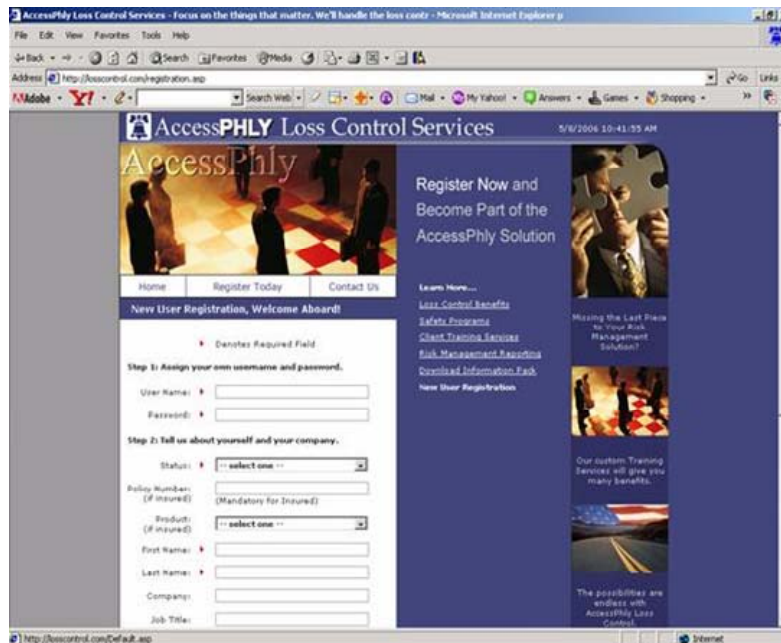 AccessPhly Loss Control Services - Focus on the things that matter. We'll handle the loss contr - Microsoft Internet Explorer p
File Edit View Favorites Tools Help
Back Search Favorites Media
Address http://losscontrol.com/registration.asp Go Links
Adobe Y! Search Web Mail My Yahoo! Answers Games Shopping »
AccessPHLY Loss Control Services 5/8/2006 10:41:55 AM
AccessPhly
Register Now and
Become Part of the
AccessPhly Solution
Home Register Today Contact Us
New User Registration, Welcome Aboard!
Denotes Required Field
Step 1: Assign your own username and password.
User Name:
Password:
Step 2: Tell us about yourself and your company.
Status: -- select one --
Policy Number:
(if insured)
(Mandatory for Insured)
Product:
(if insured)
-- select one --
First Name:
Last Name:
Company:
Job Title:
Learn More...
Loss Control Benefits
Safety Programs
Client Training Services
Risk Management Reporting
Download Information Pack
New User Registration
Missing the Last Piece
to Your Risk
Management
Solution?
Our custom Training
Services will give you
many benefits.
The possibilities are
endless with
AccessPhly Loss
Control.
http://losscontrol.com/Default.asp Internet